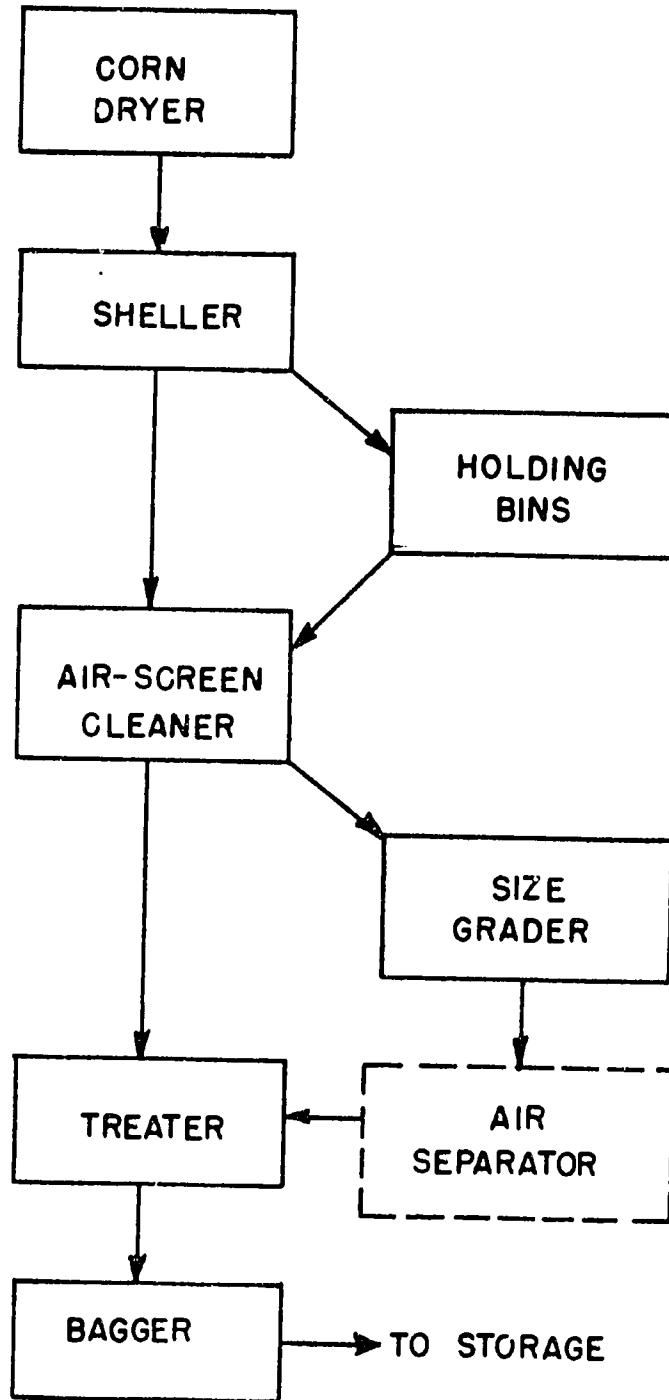 CORN
DRYER
SHELLER
HOLDING
BINS
AIR-SCREEN
CLEANER
SIZE
GRADER
TREATER
AIR
SEPARATOR
BAGGER
TO STORAGE